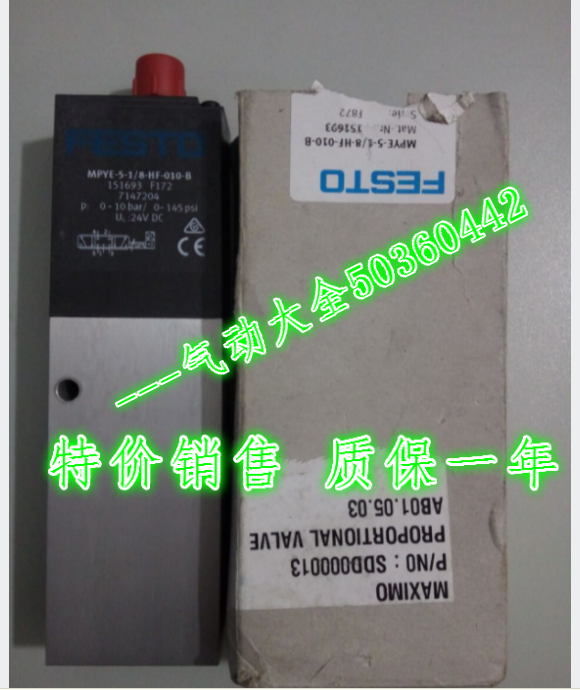 FESTO
MPYE-5-1/8-HF-010-B
151693 F172
7147204
p: 0-10 bar/ 0-145 psi
U, :24V DC
CE
MPYE-5-1/8-HF-010-B
Mat.-Nr.: 151693
Serie: F872
FESTO
---气动大全50360442
特价销售 质保一年
MAXIMO
P/NO : SDD000013
PROPORTIONAL VALVE
AB01.05.03